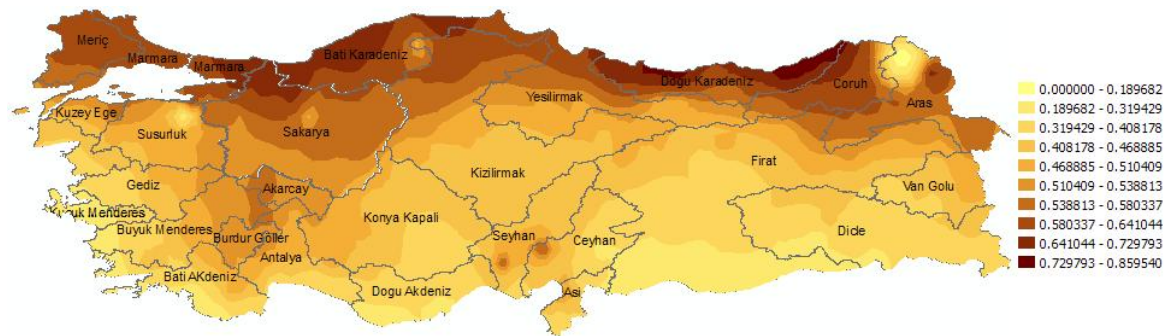 Meriç
Marmara
Marmara
Bati Karadeniz
Dogu Karadeniz
Coruh
Aras
Kuzey Ege
Susurluk
Sakarya
Yesilirmak
Firat
Gediz
Akarcay
Kizilirmak
Van Golu
Buyuk Menderes
Konya Kapali
Burdur Göller
Seyhan
Ceyhan
Dicle
Antalya
Bati AKdeniz
Dogu Akdeniz
Asi
0.000000 - 0.189682
0.189682 - 0.319429
0.319429 - 0.408178
0.408178 - 0.468885
0.468885 - 0.510409
0.510409 - 0.538813
0.538813 - 0.580337
0.580337 - 0.641044
0.641044 - 0.729793
0.729793 - 0.859540